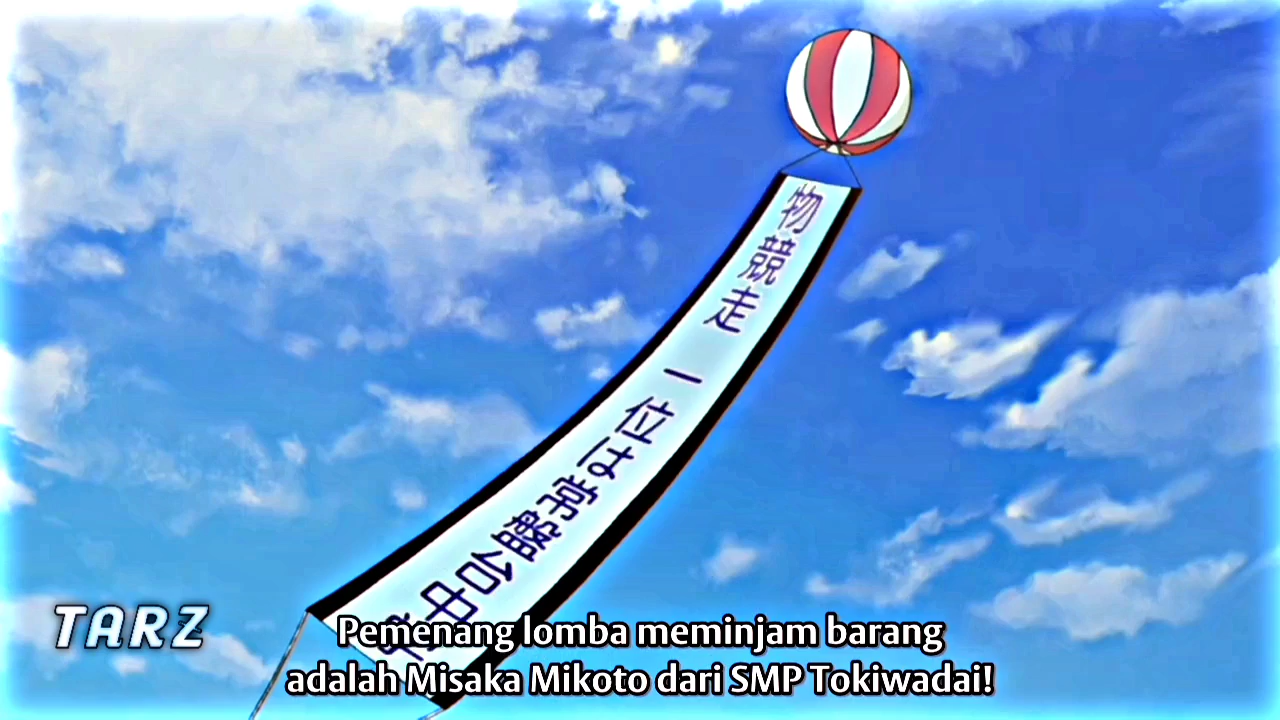 物競走 一位は常盤台中
TARZ
Pemenang lomba meminjam barang
adalah Misaka Mikoto dari SMP Tokiwadai!